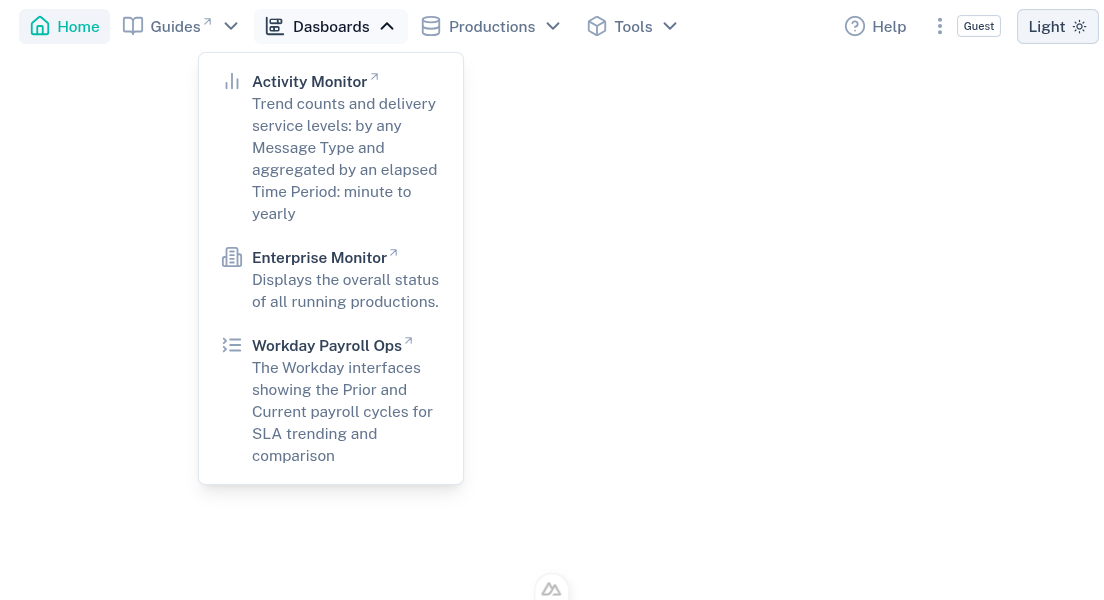 Home Guides Dasboards Productions Tools Help Guest Light
Activity Monitor
Trend counts and delivery
service levels: by any
Message Type and
aggregated by an elapsed
Time Period: minute to
yearly
Enterprise Monitor
Displays the overall status
of all running productions.
Workday Payroll Ops
The Workday interfaces
showing the Prior and
Current payroll cycles for
SLA trending and
comparison